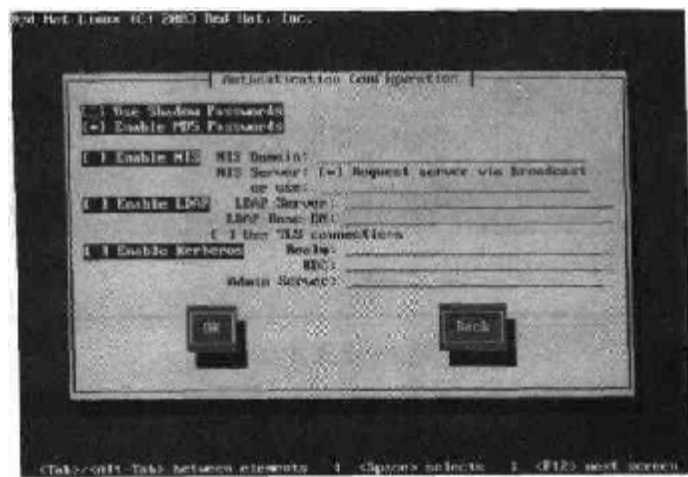 Red Hat Linux (C) 2003 Red Hat, Inc.
Authentication Configuration
Use Shadow Passwords
[*] Enable MD5 Passwords
[ ] Enable NIS NIS Domain:
NIS Server: [*] Request server via broadcast
or use:
[ ] Enable LDAP LDAP Server:
LDAP Base DN:
[ ] Use TLS connections
[ ] Enable Kerberos Realm:
KDC:
Admin Server:
OK Back
<Tab>/<Alt-Tab> between elements | <Space> selects | <F12> next screen